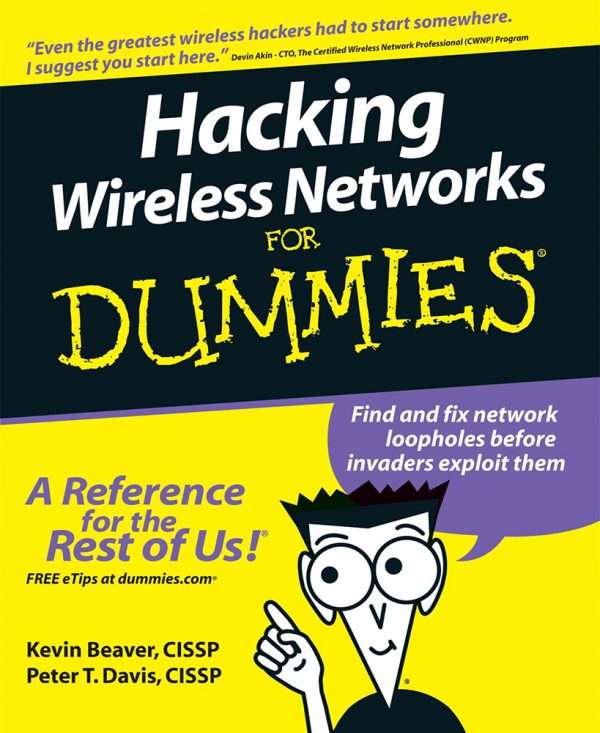 “Even the greatest wireless hackers had to start somewhere.
I suggest you start here.” Devin Akin - CTO, The Certified Wireless Network Professional (CWNP) Program
Hacking
Wireless Networks
FOR
DUMMIES®
Find and fix network
loopholes before
invaders exploit them
A Reference
for the
Rest of Us!®
FREE eTips at dummies.com®
Kevin Beaver, CISSP
Peter T. Davis, CISSP
®